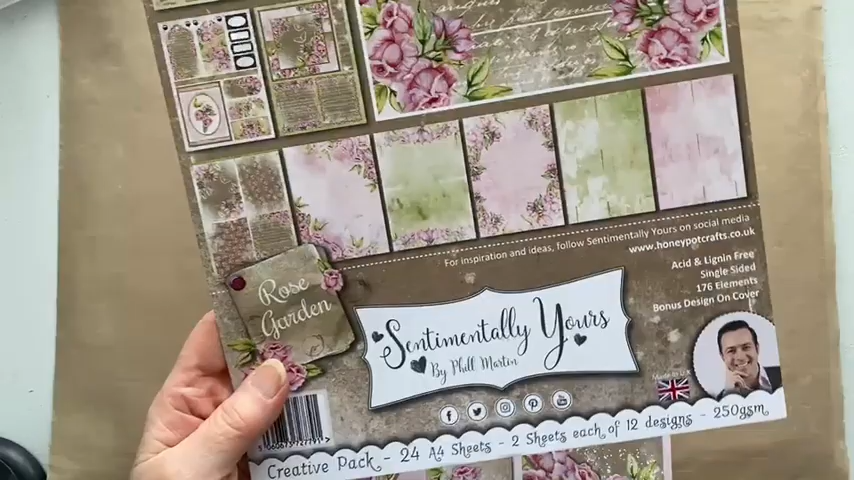 For inspiration and ideas, follow Sentimentally Yours on social media
www.honeypotcrafts.co.uk
Acid & Lignin Free
Single Sided
176 Elements
Bonus Design On Cover
Rose
Garden
Sentimentally Yours
By Phill Martin
Made in UK
Creative Pack - 24 A4 Sheets - 2 Sheets each of 12 designs - 250gsm